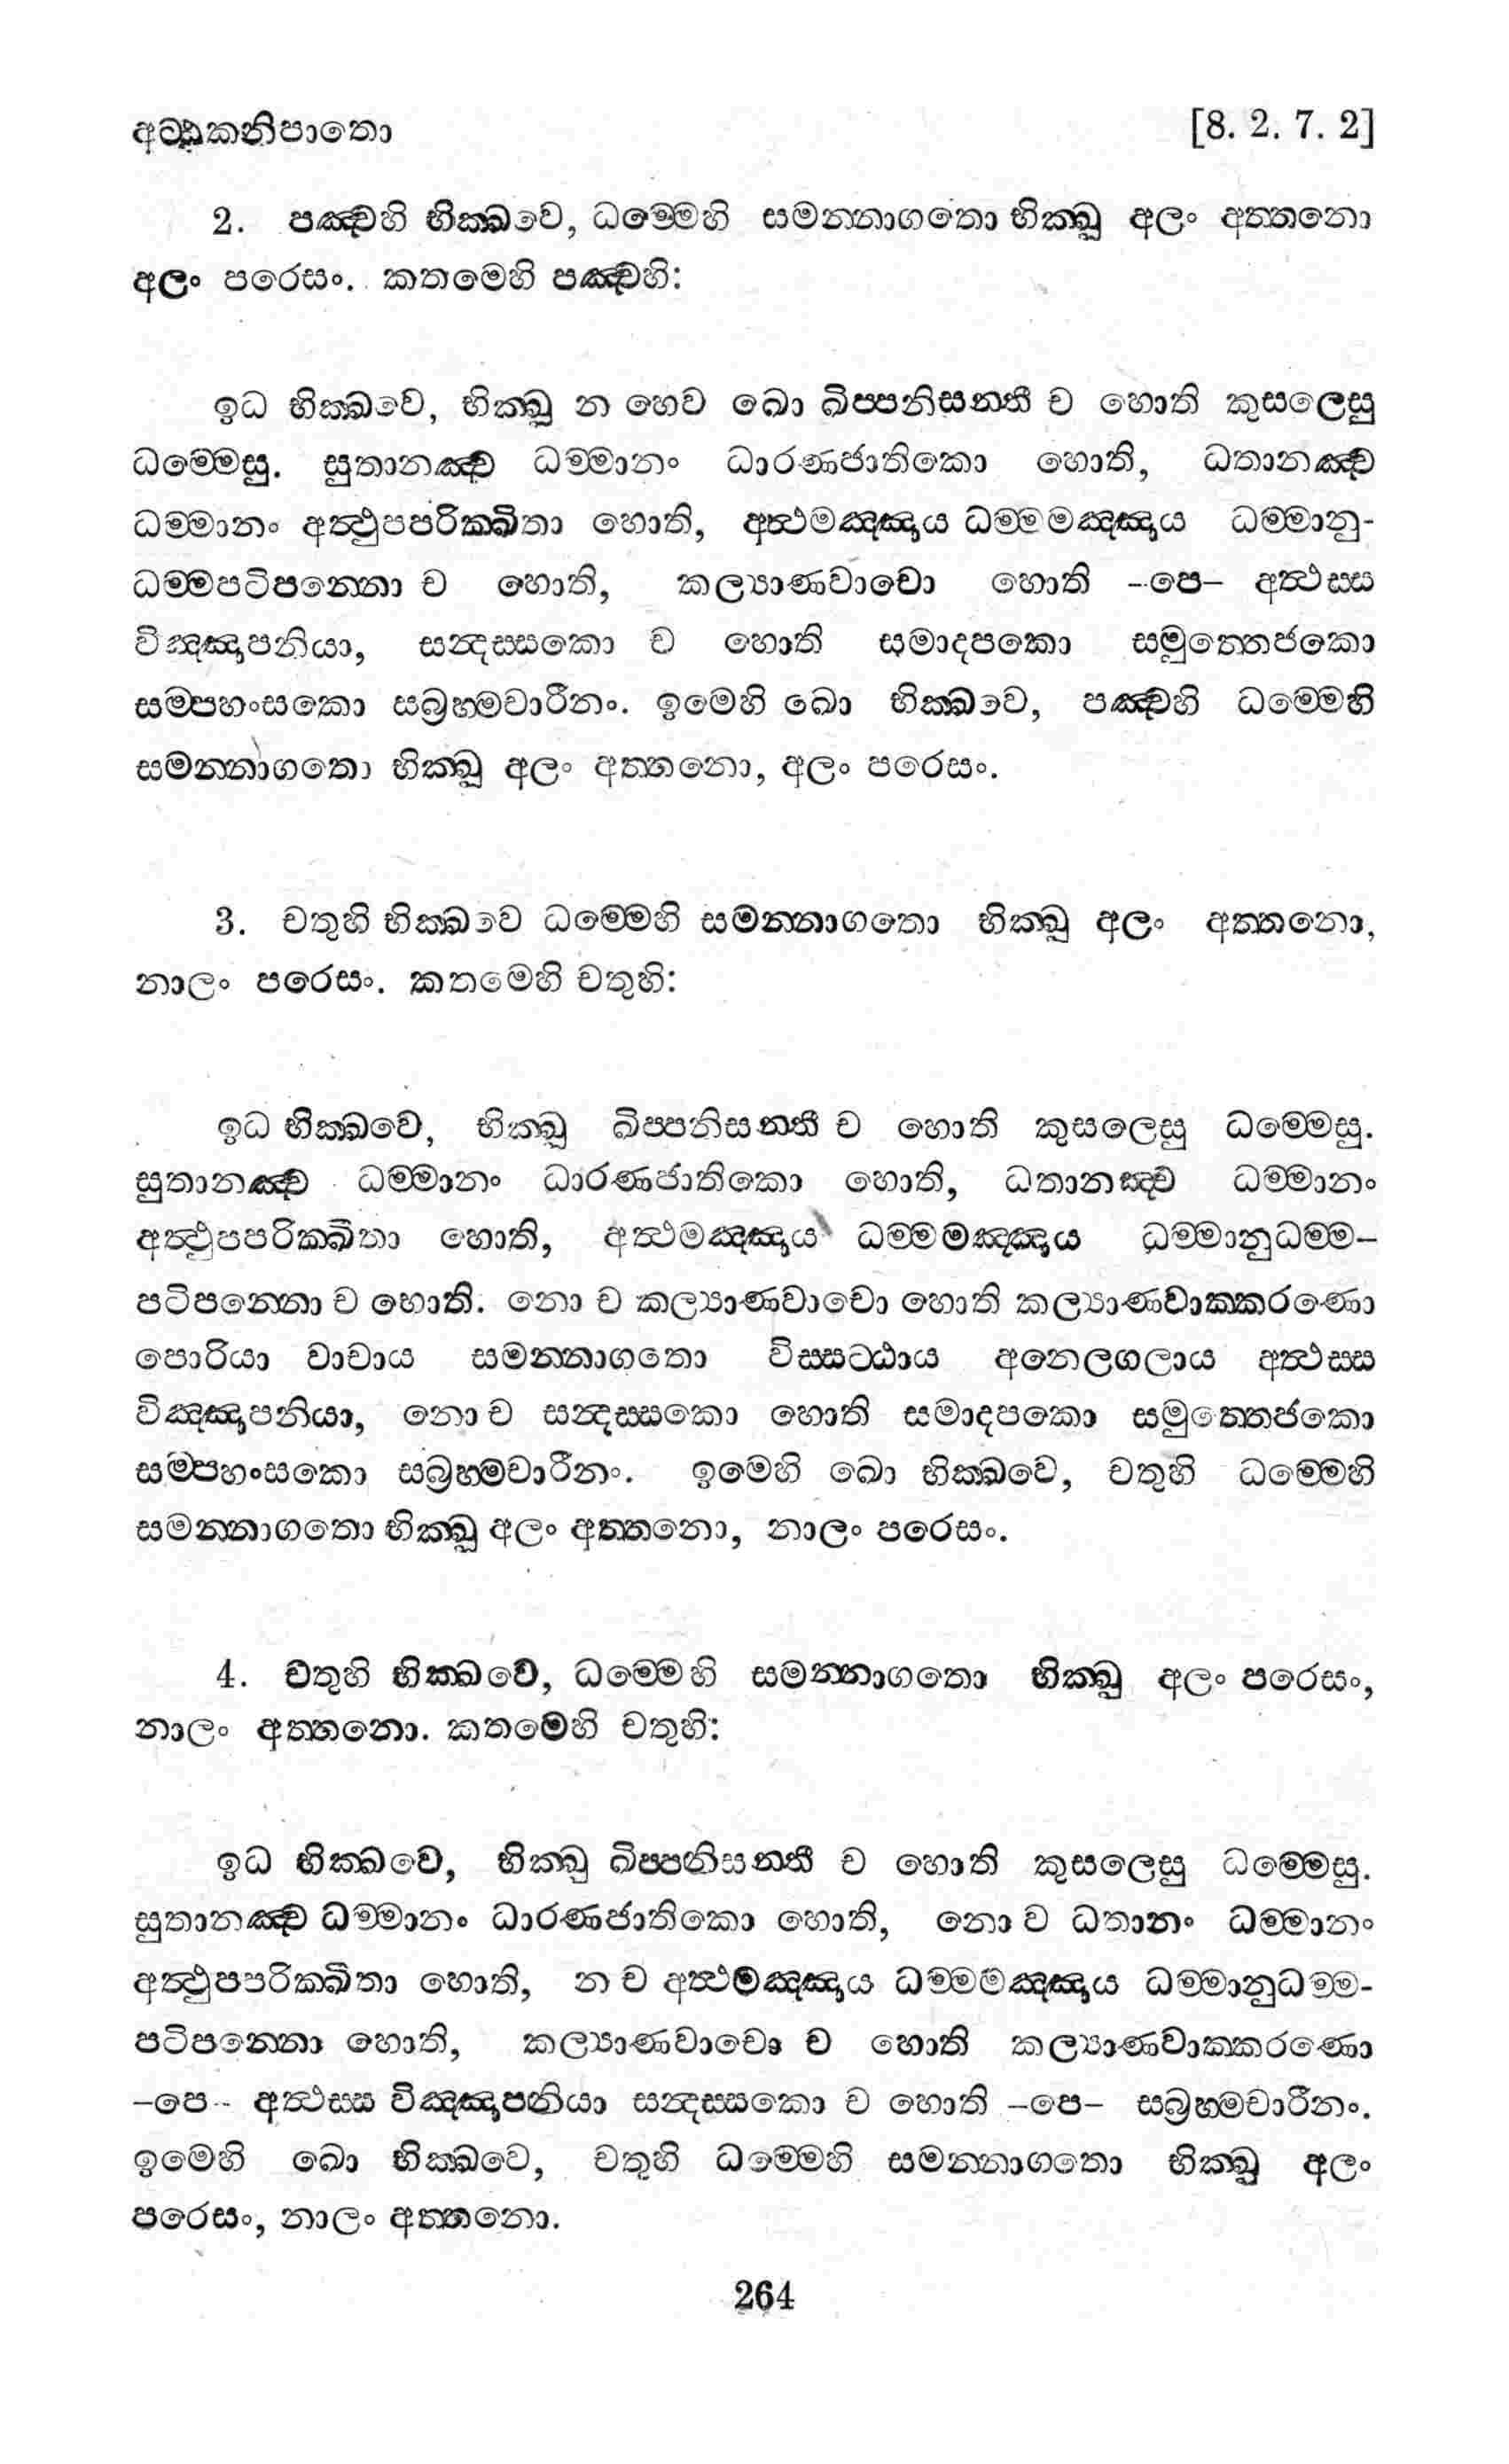 අට්ඨකනිපාතො [8. 2. 7. 2]
2. පඤ්චහි භික්ඛවෙ, ධම්මෙහි සමන්නාගතො භික්ඛු අලං අත්තනො
අලං පරෙසං. කතමෙහි පඤ්චහි:
ඉධ භික්ඛවෙ, භික්ඛු න හෙව ඛො ඛිප්පනිසන්තී ච හොති කුසලෙසු
ධම්මෙසු. සුතානඤ්ච ධම්මානං ධාරණජාතිකො හොති, ධතානඤ්ච
ධම්මානං අත්ථුපපරික්ඛිතා හොති, අත්ථමඤ්ඤාය ධම්මමඤ්ඤාය ධම්මානු-
ධම්මපටිපන්නො ච හොති, කල්‍යාණවාචො හොති -පෙ- අත්ථස්ස
විඤ්ඤාපනියා, සන්දස්සකො ච හොති සමාදපකො සමුත්තෙජකො
සම්පහංසකො සබ්‍රහ්මචාරීනං. ඉමෙහි ඛො භික්ඛවෙ, පඤ්චහි ධම්මෙහි
සමන්නාගතො භික්ඛු අලං අත්තනො, අලං පරෙසං.
3. චතුහි භික්ඛවෙ ධම්මෙහි සමන්නාගතො භික්ඛු අලං අත්තනො,
නාලං පරෙසං. කතමෙහි චතුහි:
ඉධ භික්ඛවෙ, භික්ඛු ඛිප්පනිසන්තී ච හොති කුසලෙසු ධම්මෙසු.
සුතානඤ්ච ධම්මානං ධාරණජාතිකො හොති, ධතානඤ්ච ධම්මානං
අත්ථුපපරික්ඛිතා හොති, අත්ථමඤ්ඤාය ධම්මමඤ්ඤාය ධම්මානුධම්ම-
පටිපන්නො ච හොති. නො ච කල්‍යාණවාචො හොති කල්‍යාණවාක්කරණො
පොරියා වාචාය සමන්නාගතො විස්සට්ඨාය අනෙලගලාය අත්ථස්ස
විඤ්ඤාපනියා, නො ච සන්දස්සකො හොති සමාදපකො සමුත්තෙජකො
සම්පහංසකො සබ්‍රහ්මචාරීනං. ඉමෙහි ඛො භික්ඛවෙ, චතුහි ධම්මෙහි
සමන්නාගතො භික්ඛු අලං අත්තනො, නාලං පරෙසං.
4. චතුහි භික්ඛවෙ, ධම්මෙහි සමන්නාගතො භික්ඛු අලං පරෙසං,
නාලං අත්තනො. කතමෙහි චතුහි:
ඉධ භික්ඛවෙ, භික්ඛු ඛිප්පනිසන්තී ච හොති කුසලෙසු ධම්මෙසු.
සුතානඤ්ච ධම්මානං ධාරණජාතිකො හොති, නො ච ධතානං ධම්මානං
අත්ථුපපරික්ඛිතා හොති, න ච අත්ථමඤ්ඤාය ධම්මමඤ්ඤාය ධම්මානුධම්ම-
පටිපන්නො හොති, කල්‍යාණවාචො ච හොති කල්‍යාණවාක්කරණො
-පෙ- අත්ථස්ස විඤ්ඤාපනියා සන්දස්සකො ච හොති -පෙ- සබ්‍රහ්මචාරීනං.
ඉමෙහි ඛො භික්ඛවෙ, චතුහි ධම්මෙහි සමන්නාගතො භික්ඛු අලං
පරෙසං, නාලං අත්තනො.
264